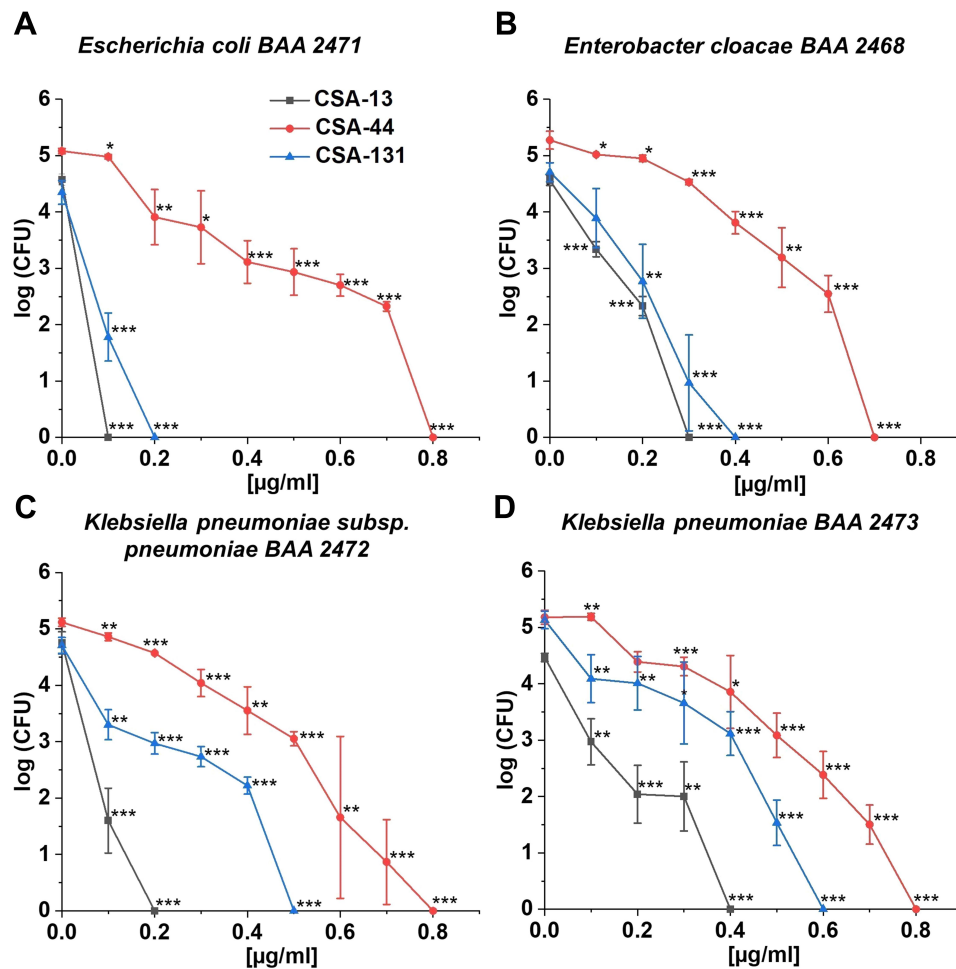 A
Escherichia coli BAA 2471
CSA-13
CSA-44
CSA-131
log (CFU)
6
5
4
3
2
1
0
0.0 0.2 0.4 0.6 0.8
[µg/ml]
* ** * *** *** *** *** ***
*** *** ***
B
Enterobacter cloacae BAA 2468
log (CFU)
6
5
4
3
2
1
0
0.0 0.2 0.4 0.6 0.8
[µg/ml]
* * *** *** ** *** ***
*** ** *** *** *** ***
C
Klebsiella pneumoniae subsp.
pneumoniae BAA 2472
log (CFU)
6
5
4
3
2
1
0
0.0 0.2 0.4 0.6 0.8
[µg/ml]
** *** *** ** *** ** *** ***
** *** *** *** *** *** ***
D
Klebsiella pneumoniae BAA 2473
log (CFU)
6
5
4
3
2
1
0
0.0 0.2 0.4 0.6 0.8
[µg/ml]
** *** * *** *** *** ***
** ** * *** *** ***
** *** ** ***